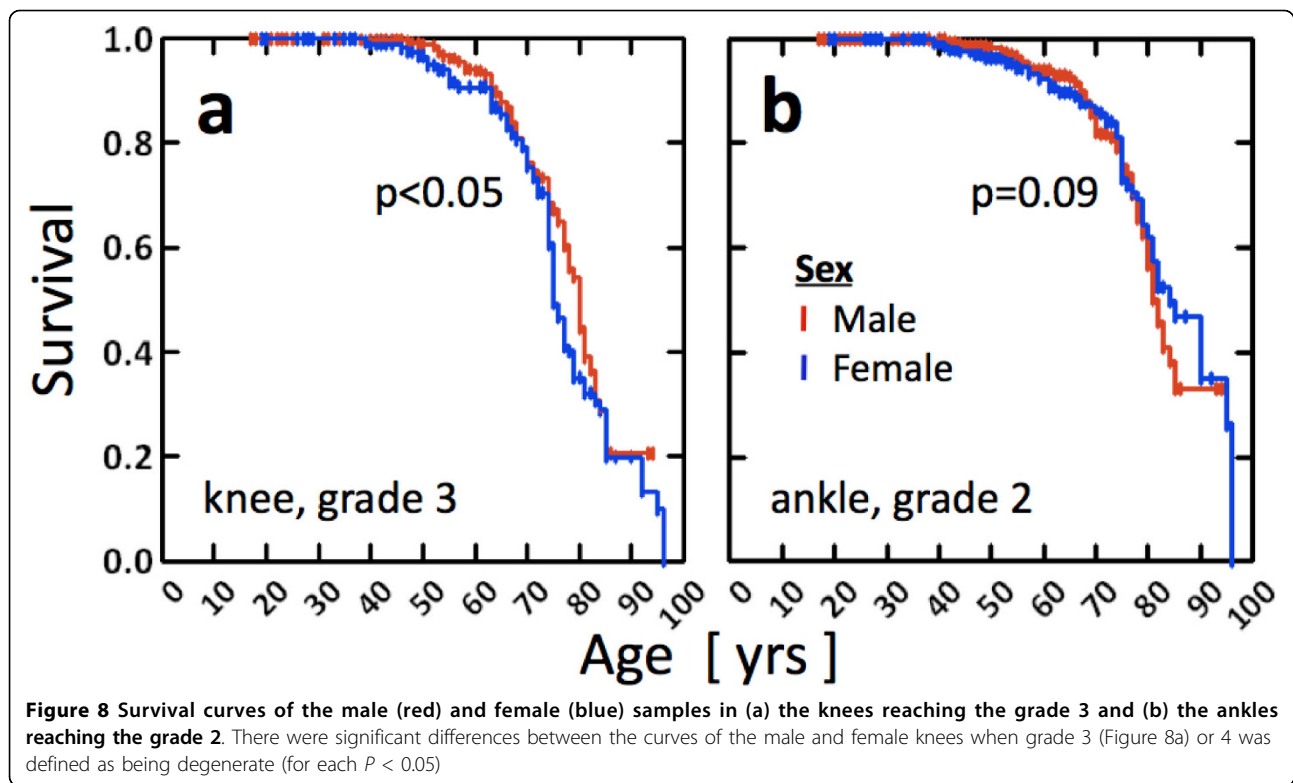 1.0
0.8
0.6
0.4
0.2
0.0
Survival
a
p<0.05
knee, grade 3
0 10 20 30 40 50 60 70 80 90 100
b
p=0.09
Sex
Male
Female
ankle, grade 2
0 10 20 30 40 50 60 70 80 90 100
Age [ yrs ]
Figure 8 Survival curves of the male (red) and female (blue) samples in (a) the knees reaching the grade 3 and (b) the ankles
reaching the grade 2. There were significant differences between the curves of the male and female knees when grade 3 (Figure 8a) or 4 was
defined as being degenerate (for each P < 0.05)